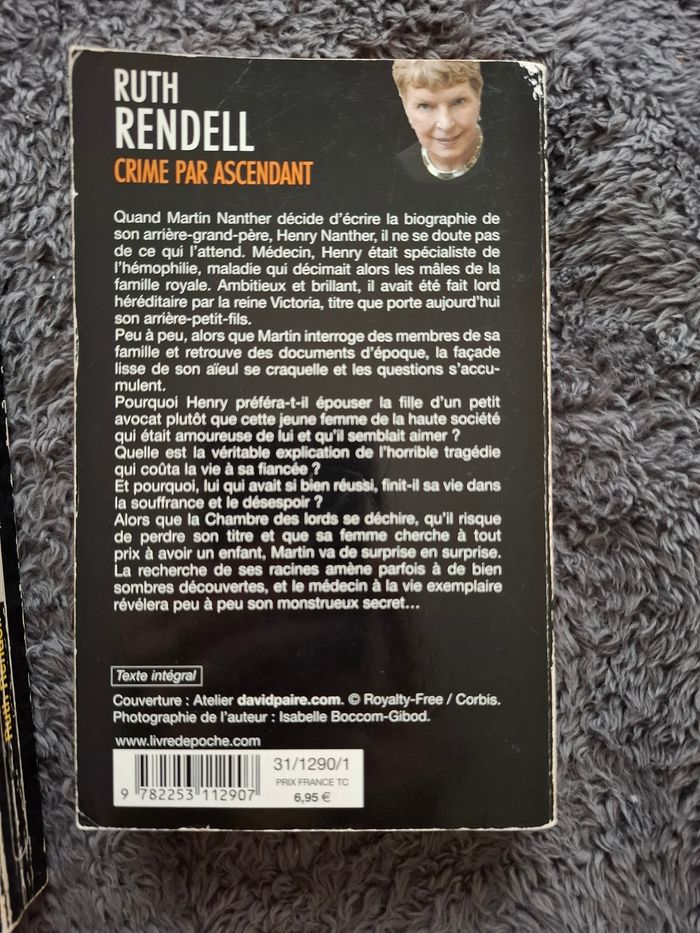 RUTH
RENDELL
CRIME PAR ASCENDANT
Quand Martin Nanther décide d'écrire la biographie de
son arrière-grand-père, Henry Nanther, il ne se doute pas
de ce qui l'attend. Médecin, Henry était spécialiste de
l'hémophilie, maladie qui décimait alors les mâles de la
famille royale. Ambitieux et brillant, il avait été fait lord
héréditaire par la reine Victoria, titre que porte aujourd'hui
son arrière-petit-fils.
Peu à peu, alors que Martin interroge des membres de sa
famille et retrouve des documents d'époque, la façade
lisse de son aïeul se craquelle et les questions s'accu-
mulent.
Pourquoi Henry préféra-t-il épouser la fille d'un petit
avocat plutôt que cette jeune femme de la haute société
qui était amoureuse de lui et qu'il semblait aimer ?
Quelle est la véritable explication de l'horrible tragédie
qui coûta la vie à sa fiancée ?
Et pourquoi, lui qui avait si bien réussi, finit-il sa vie dans
la souffrance et le désespoir ?
Alors que la Chambre des lords se déchire, qu'il risque
de perdre son titre et que sa femme cherche à tout
prix à avoir un enfant, Martin va de surprise en surprise.
La recherche de ses racines amène parfois à de bien
sombres découvertes, et le médecin à la vie exemplaire
révélera peu à peu son monstrueux secret...
Texte intégral
Couverture : Atelier davidpaire.com. © Royalty-Free / Corbis.
Photographie de l'auteur : Isabelle Boccom-Gibod.
www.livredepoche.com
31/1290/1
PRIX FRANCE TC
6,95 €
9 782253 112907
Ruth Rendell